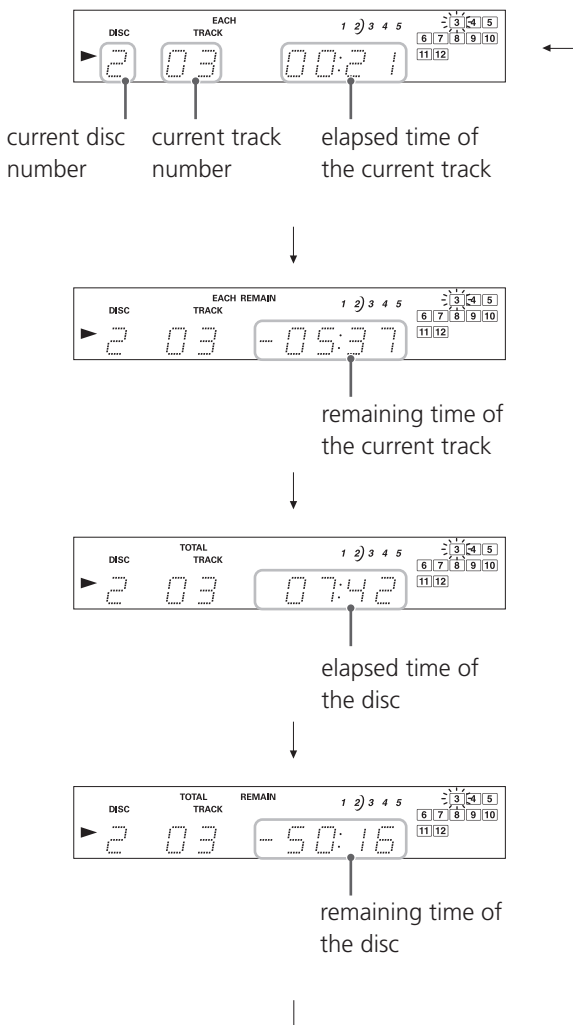 EACH
DISC TRACK 1 2) 3 4 5 3 4 5
6 7 8 9 10
2 03 00:21 11 12
current disc number
current track number
elapsed time of the current track
EACH REMAIN
DISC TRACK 1 2) 3 4 5 3 4 5
6 7 8 9 10
2 03 -05:37 11 12
remaining time of
the current track
TOTAL
DISC TRACK 1 2) 3 4 5 3 4 5
6 7 8 9 10
2 03 07:42 11 12
elapsed time of
the disc
TOTAL REMAIN
DISC TRACK 1 2) 3 4 5 3 4 5
6 7 8 9 10
2 03 -50:16 11 12
remaining time of
the disc